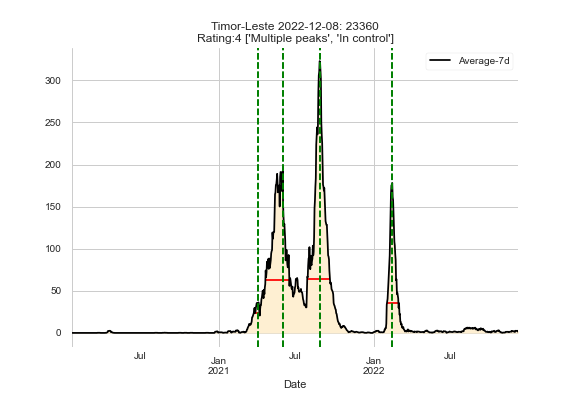 Timor-Leste 2022-12-08: 23360
Rating:4 ['Multiple peaks', 'In control']
Average-7d
300
250
200
150
100
50
0
Jul
Jan
2021
Jul
Jan
2022
Jul
Date